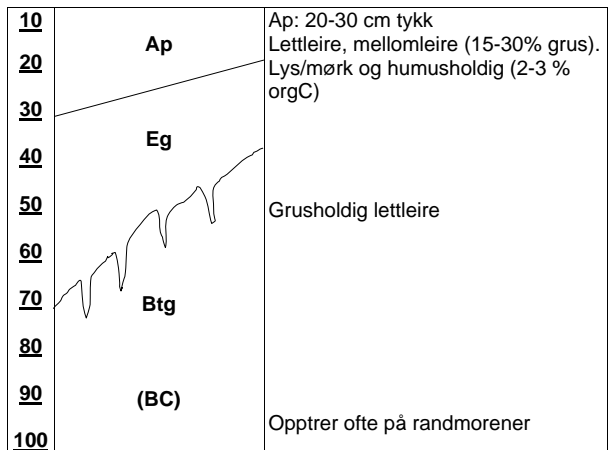 10
Ap
Ap: 20-30 cm tykk
Lettleire, mellomleire (15-30% grus).
20
Lys/mørk og humusholdig (2-3 %
orgC)
30
Eg
40
50
Grusholdig lettleire
60
70
Btg
80
90
(BC)
Opptrer ofte på randmorener
100